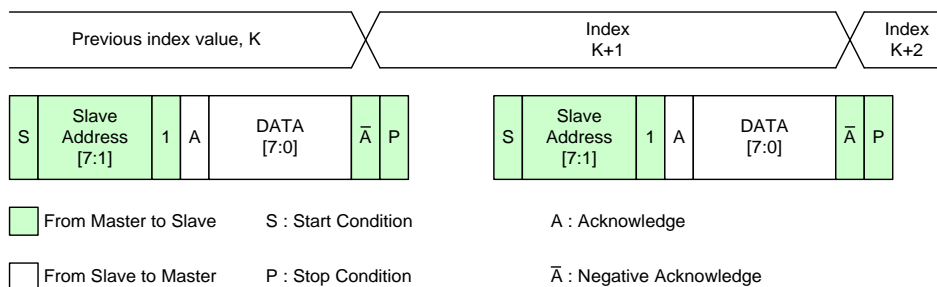 Previous index value, K
Index
K+1
Index
K+2
S
Slave
Address
[7:1]
1
A
DATA
[7:0]
A̅
P
S
Slave
Address
[7:1]
1
A
DATA
[7:0]
A̅
P
From Master to Slave
S : Start Condition
A : Acknowledge
From Slave to Master
P : Stop Condition
A̅ : Negative Acknowledge